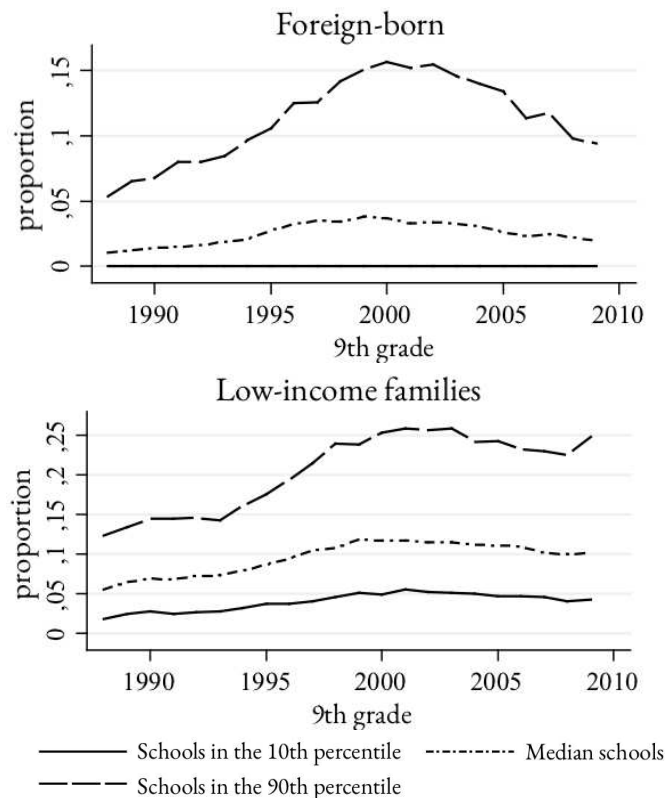 Foreign-born
proportion
,15
,1
,05
0
1990 1995 2000 2005 2010
9th grade
Low-income families
proportion
,25
,2
,15
,1
,05
0
1990 1995 2000 2005 2010
9th grade
Schools in the 10th percentile Median schools
Schools in the 90th percentile